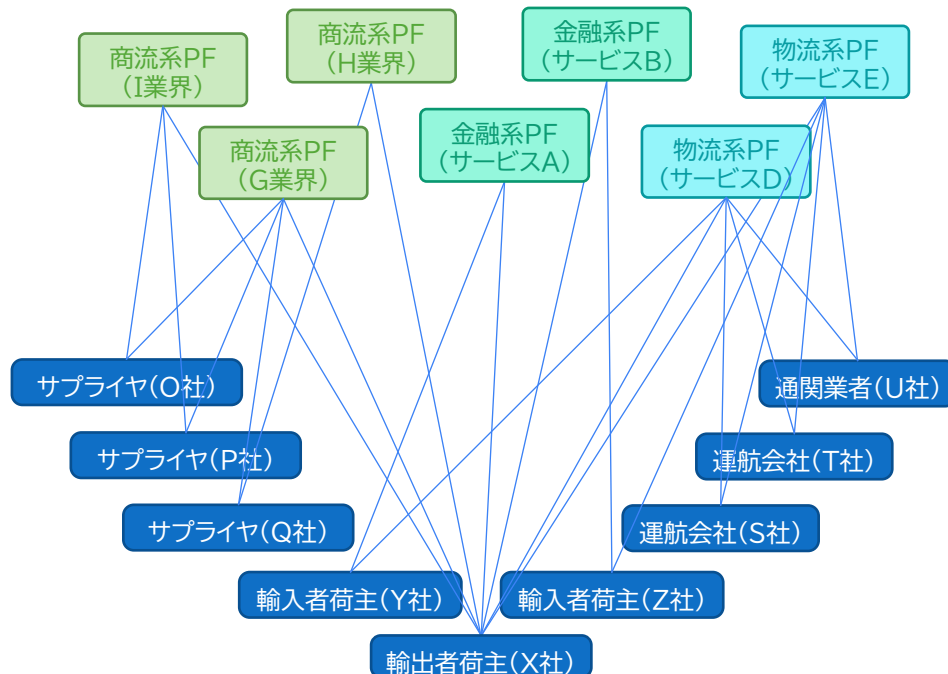 商流系PF
(I業界)
商流系PF
(H業界)
金融系PF
(サービスB)
物流系PF
(サービスE)
商流系PF
(G業界)
金融系PF
(サービスA)
物流系PF
(サービスD)
サプライヤ(O社)
通関業者(U社)
サプライヤ(P社)
運航会社(T社)
サプライヤ(Q社)
運航会社(S社)
輸入者荷主(Y社)
輸入者荷主(Z社)
輸出者荷主(X社)